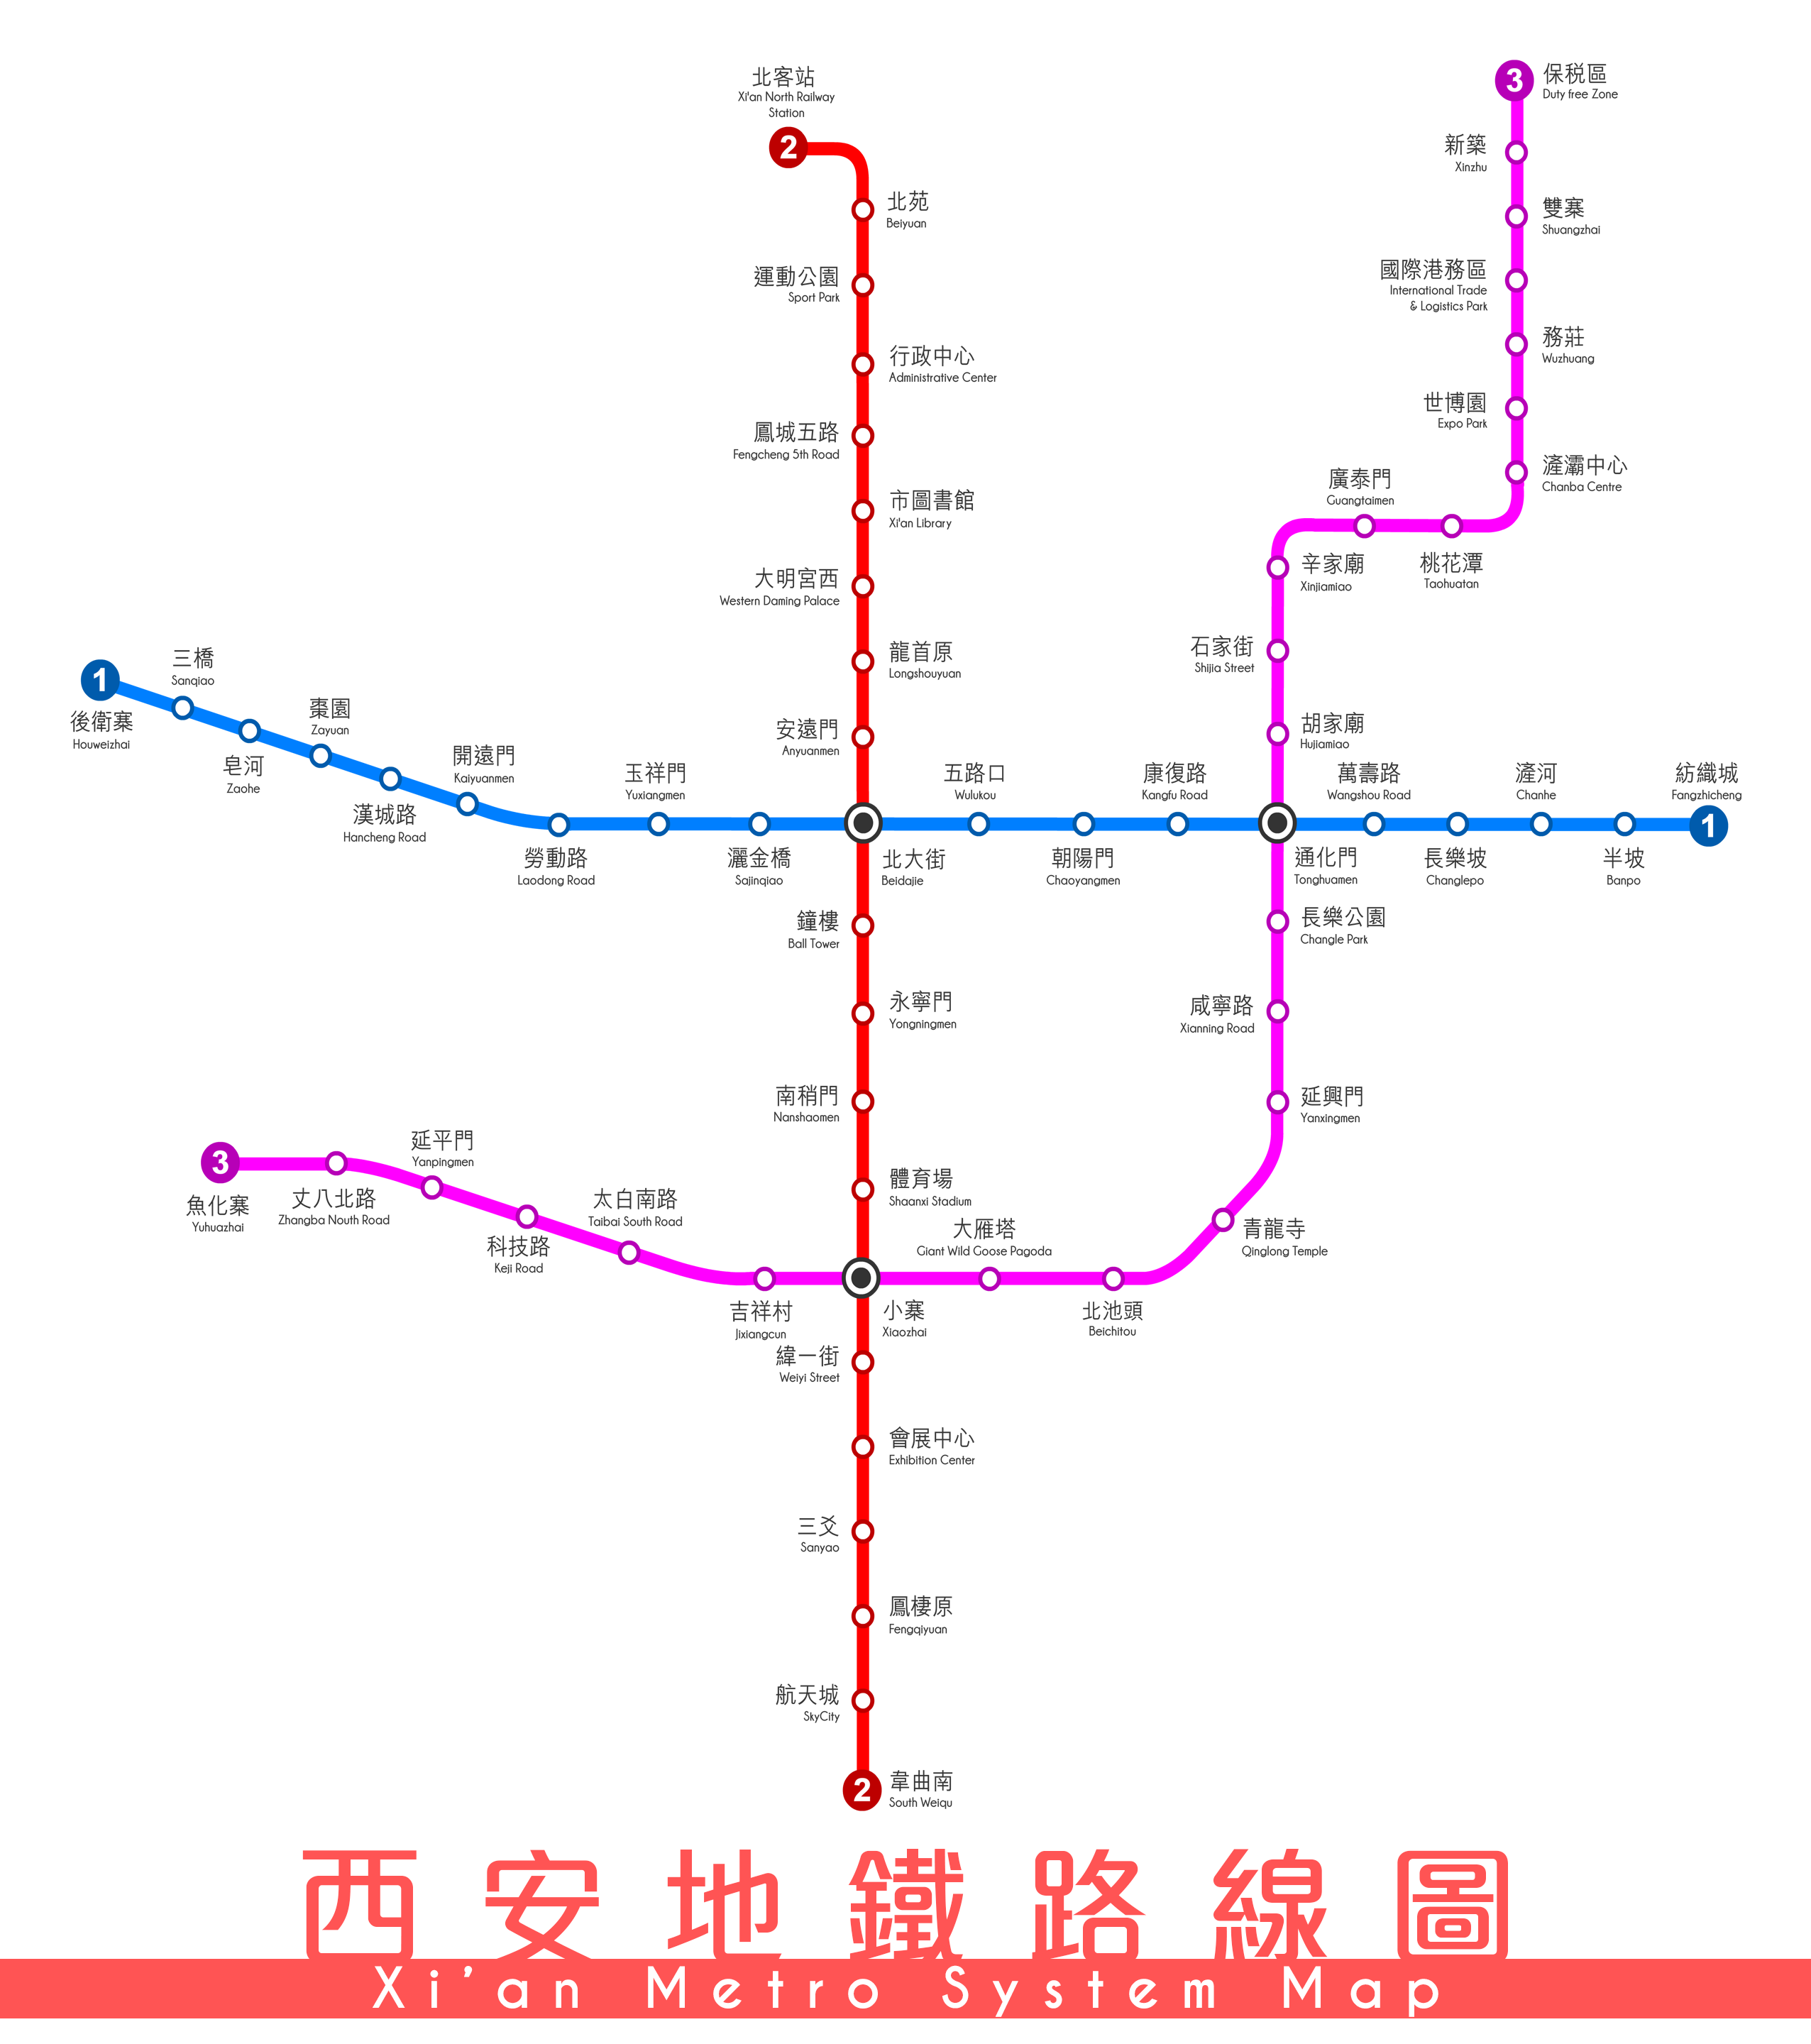 北客站
Xi'an North Railway
Station
2
3
保税區
Duty free Zone
新築
Xinzhu
北苑
Beiyuan
雙寨
Shuangzhai
運動公園
Sport Park
國際港務區
International Trade
& Logistics Park
行政中心
Administrative Center
務莊
Wuzhuang
鳳城五路
Fengcheng 5th Road
世博園
Expo Park
市圖書館
Xi'an Library
滻灞中心
Chanba Centre
廣泰門
Guangtaimen
桃花潭
Taohuatan
辛家廟
Xinjiamiao
大明宮西
Western Daming Palace
龍首原
Longshouyuan
石家街
Shijia Street
安遠門
Anyuanmen
胡家廟
Hujiamiao
1
後衛寨
Houweizhai
三橋
Sanqiao
皂河
Zaohe
棗園
Zayuan
漢城路
Hancheng Road
開遠門
Kaiyuanmen
勞動路
Laodong Road
玉祥門
Yuxiangmen
灑金橋
Sajinqiao
北大街
Beidajie
五路口
Wulukou
朝陽門
Chaoyangmen
康復路
Kangfu Road
通化門
Tonghuamen
萬壽路
Wangshou Road
長樂坡
Changlepo
滻河
Chanhe
半坡
Banpo
紡織城
Fangzhicheng
1
鐘樓
Ball Tower
長樂公園
Changle Park
永寧門
Yongningmen
咸寧路
Xianning Road
南稍門
Nanshaomen
延興門
Yanxingmen
體育場
Shaanxi Stadium
3
魚化寨
Yuhuazhai
丈八北路
Zhangba Nouth Road
延平門
Yanpingmen
科技路
Keji Road
太白南路
Taibai South Road
吉祥村
Jixiangcun
小寨
Xiaozhai
大雁塔
Giant Wild Goose Pagoda
北池頭
Beichitou
青龍寺
Qinglong Temple
緯一街
Weiyi Street
會展中心
Exhibition Center
三爻
Sanyao
鳳棲原
Fengqiyuan
航天城
SkyCity
2
韋曲南
South Weiqu
西安地鐵路線圖
Xi'an Metro System Map